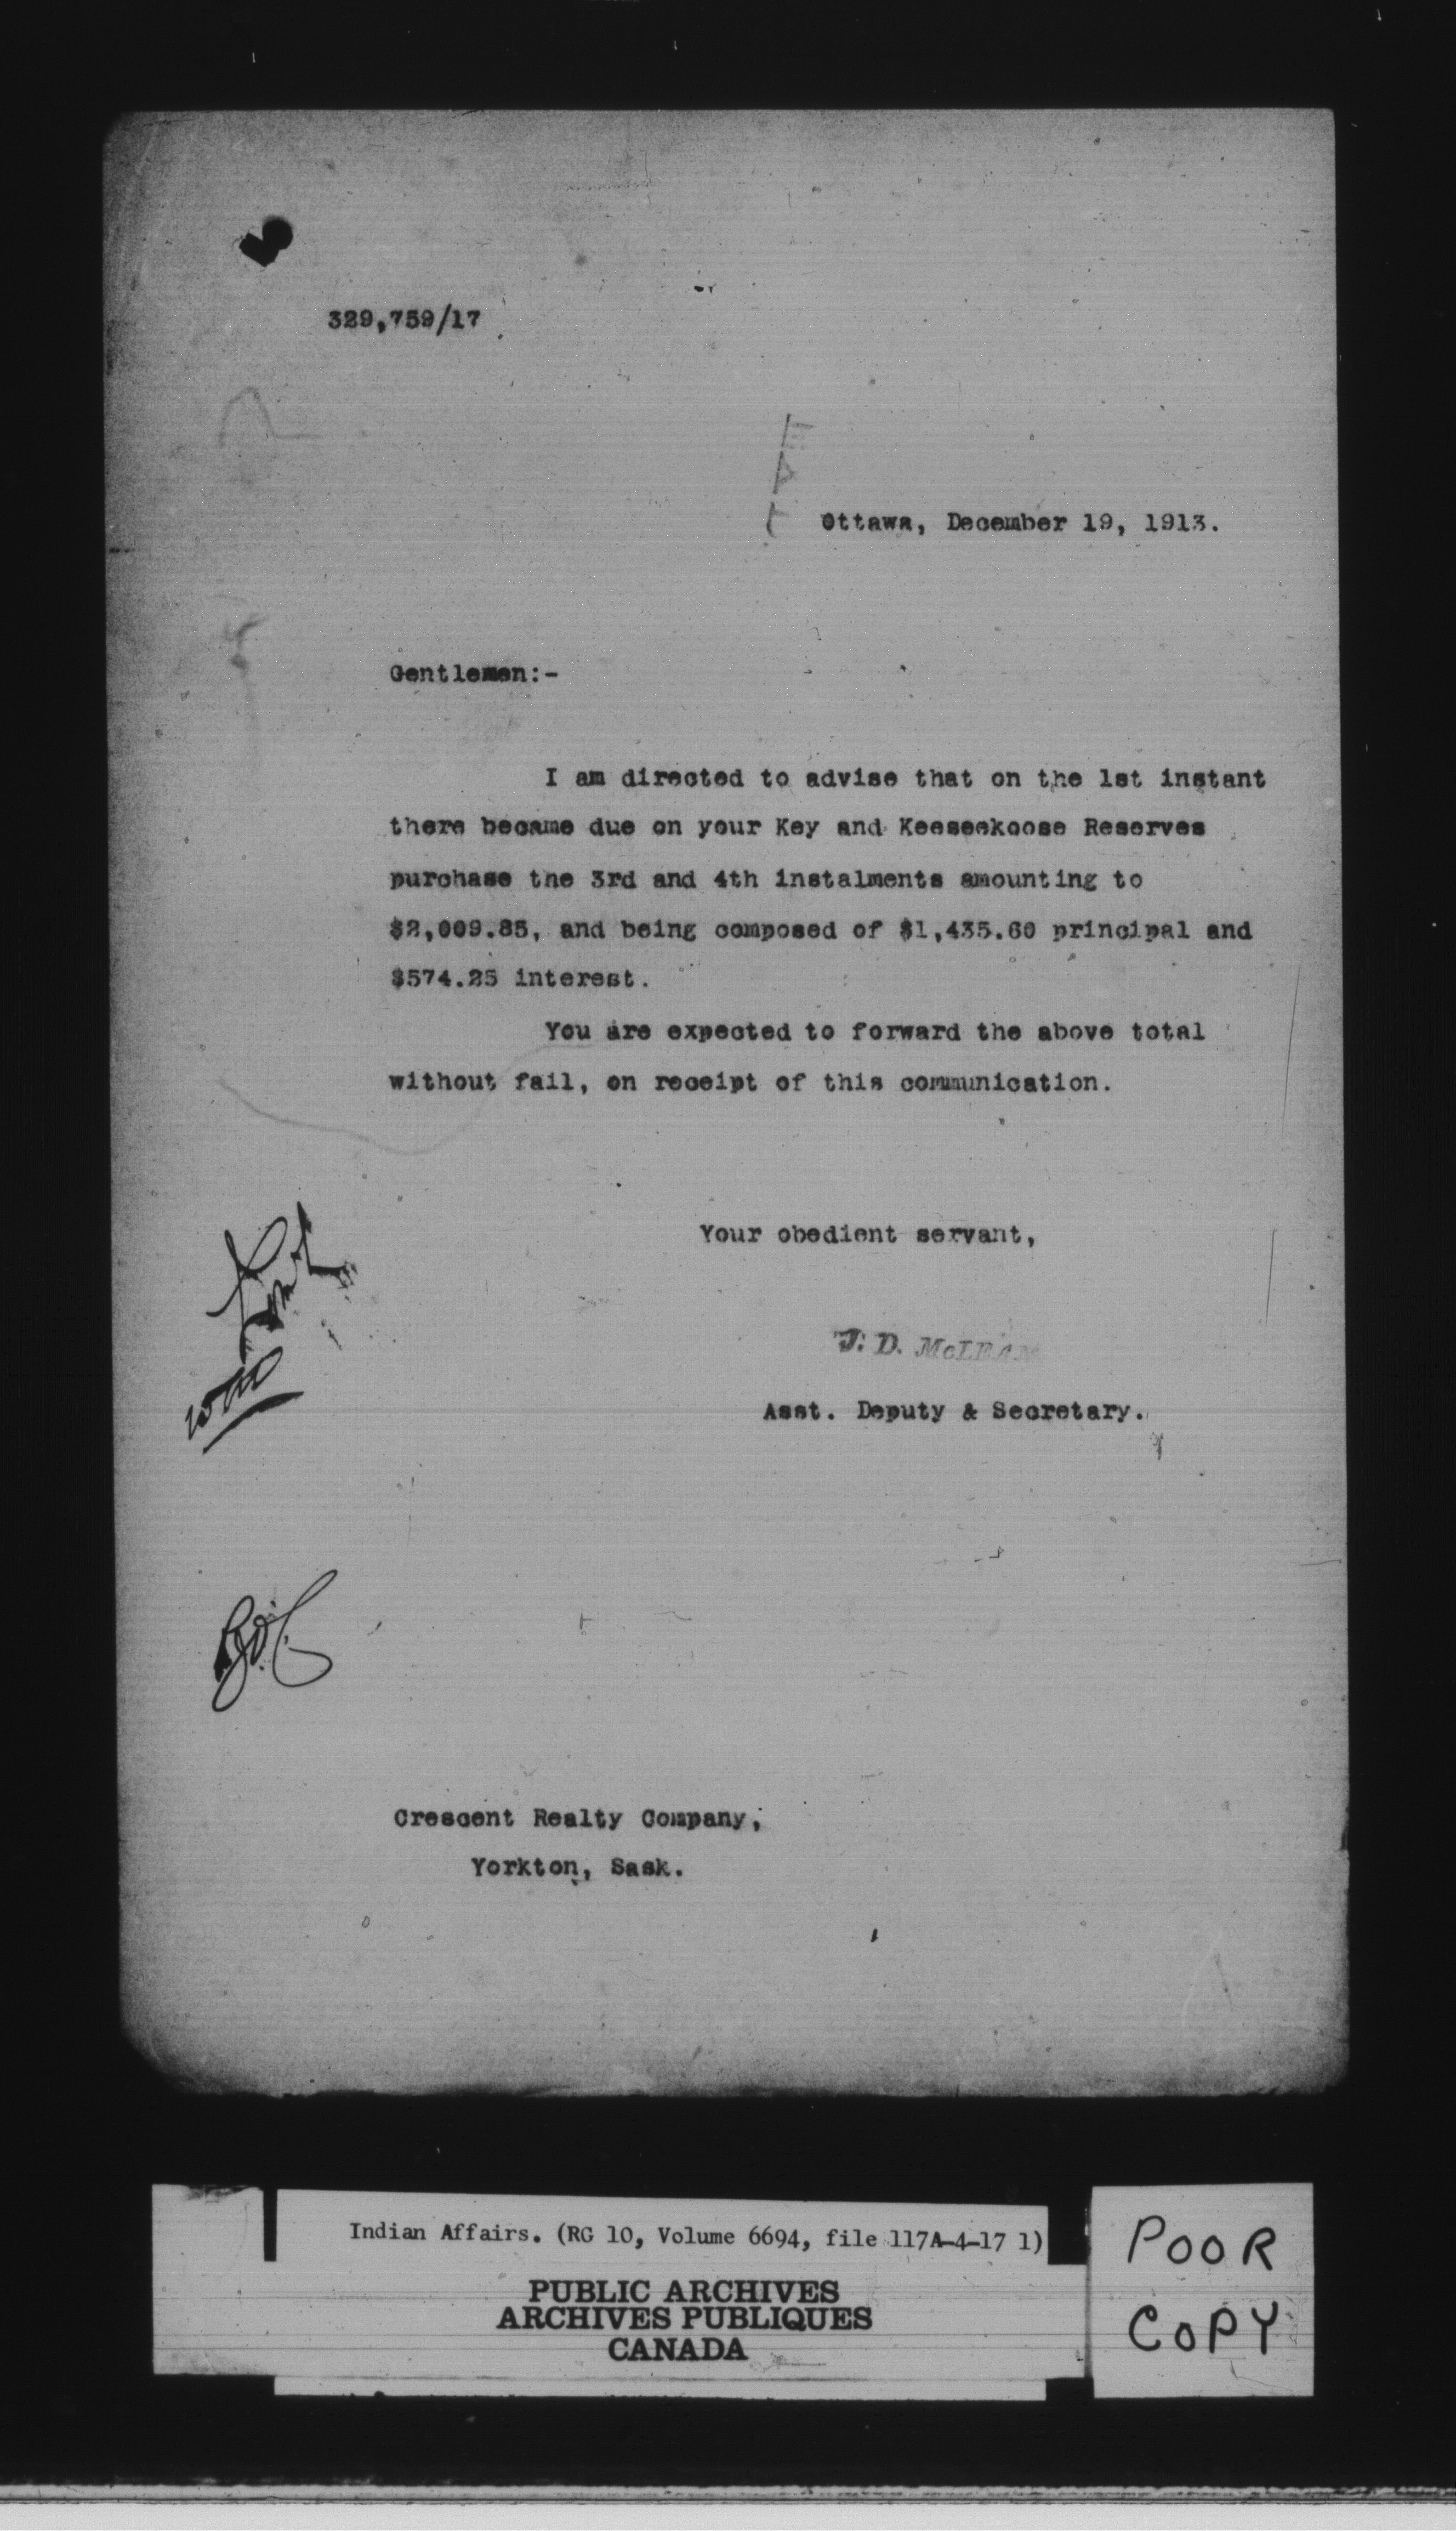 329,759/17
Ottawa, December 19, 1913.
Gentlemen:-
I am directed to advise that on the 1st instant
there became due on your Key and Keeseekoose Reserves
purchase the 3rd and 4th instalments amounting to
$2,009.85, and being composed of $1,435.60 principal and
$574.25 interest.
You are expected to forward the above total
without fail, on receipt of this communication.
Your obedient servant,
J. D. McLEAN
Asst. Deputy & Secretary.
Crescent Realty Company,
Yorkton, Sask.
Indian Affairs. (RG 10, Volume 6694, file 117A-4-17 1)
PUBLIC ARCHIVES
ARCHIVES PUBLIQUES
CANADA
POOR
COPY